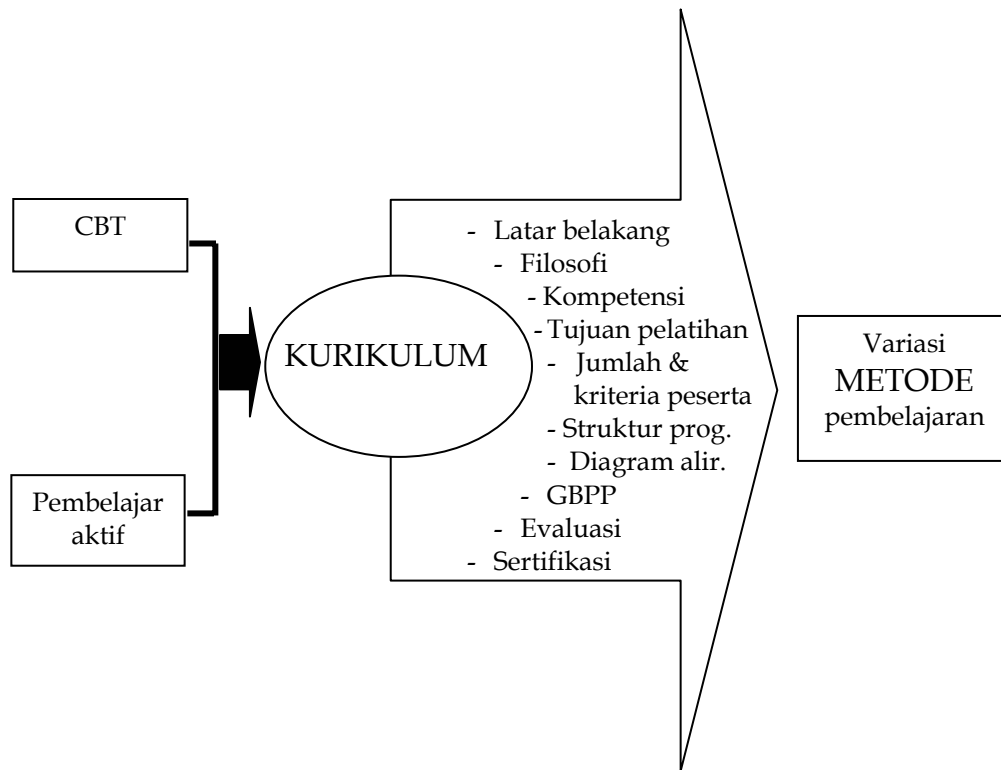 CBT
Pembelajar
aktif
KURIKULUM
- Latar belakang
- Filosofi
- Kompetensi
- Tujuan pelatihan
- Jumlah &
kriteria peserta
- Struktur prog.
- Diagram alir.
- GBPP
- Evaluasi
- Sertifikasi
Variasi
METODE
pembelajaran